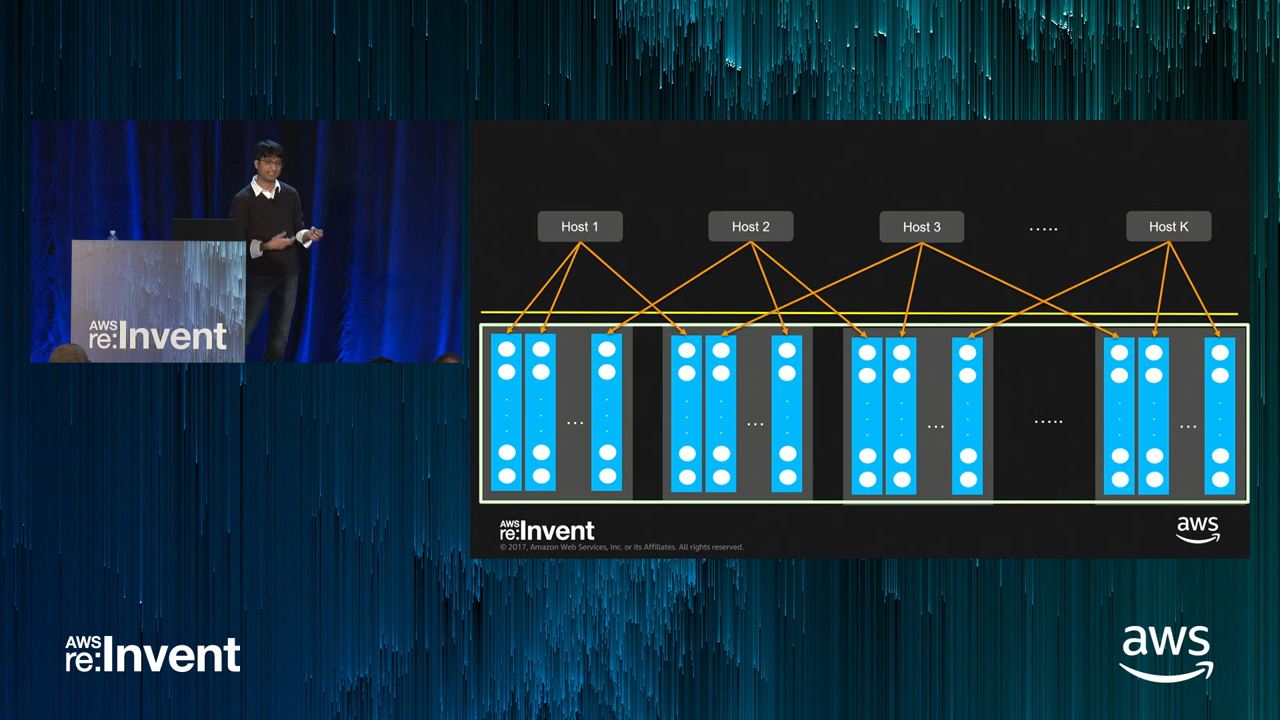 Host 1
Host 2
Host 3
.....
Host K
...
...
...
.....
...
AWS
re:Invent
AWS
re:Invent
© 2017, Amazon Web Services, Inc. or its Affiliates. All rights reserved.
aws
AWS
re:Invent
aws